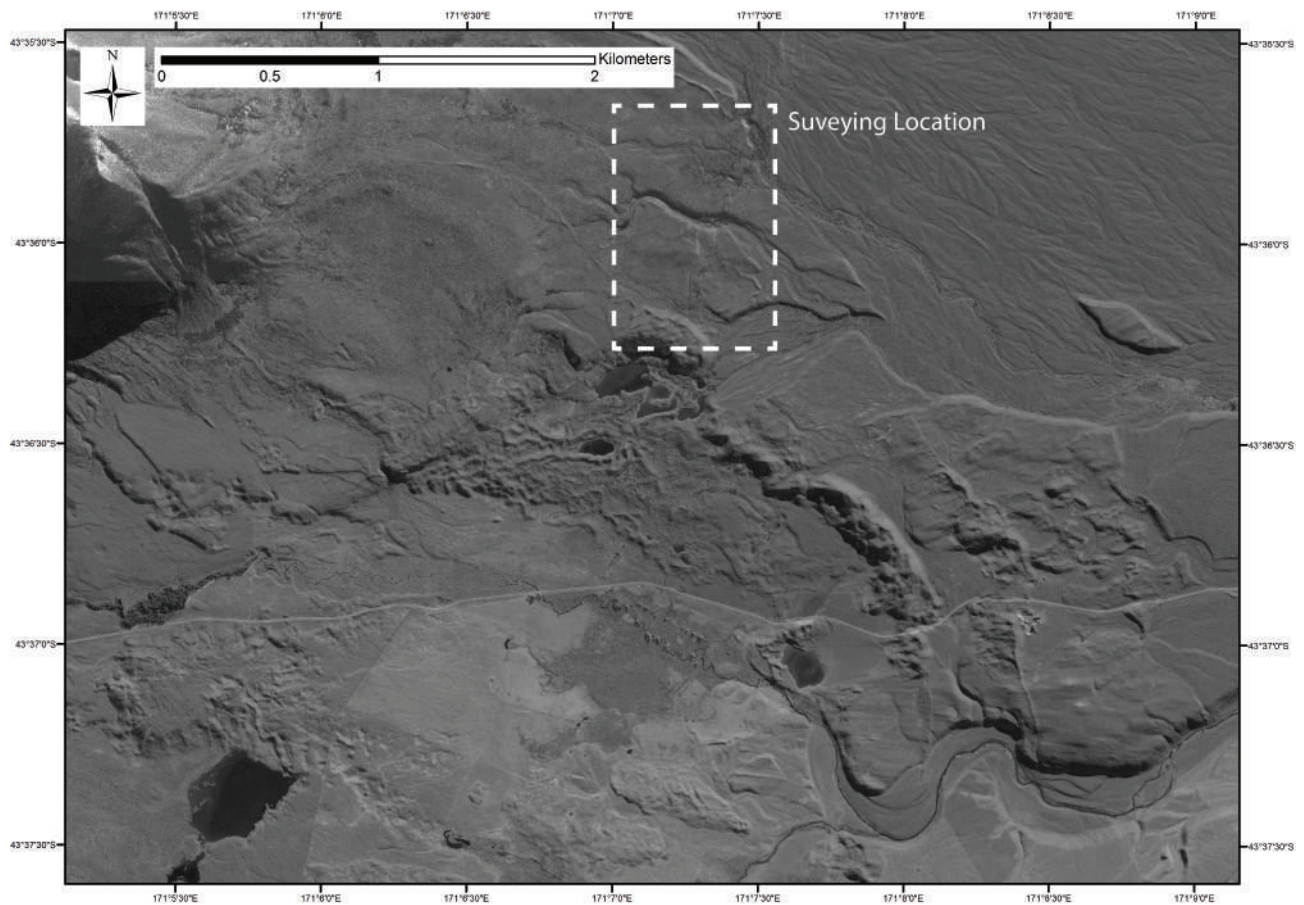 171°5'30"E 171°6'0"E 171°6'30"E 171°7'0"E 171°7'30"E 171°8'0"E 171°8'30"E 171°9'0"E
43°35'30"S 43°35'30"S
N
Kilometers
0 0.5 1 2
Suveying Location
43°36'0"S 43°36'0"S
43°36'30"S 43°36'30"S
43°37'0"S 43°37'0"S
43°37'30"S 43°37'30"S
171°5'30"E 171°6'0"E 171°6'30"E 171°7'0"E 171°7'30"E 171°8'0"E 171°8'30"E 171°9'0"E